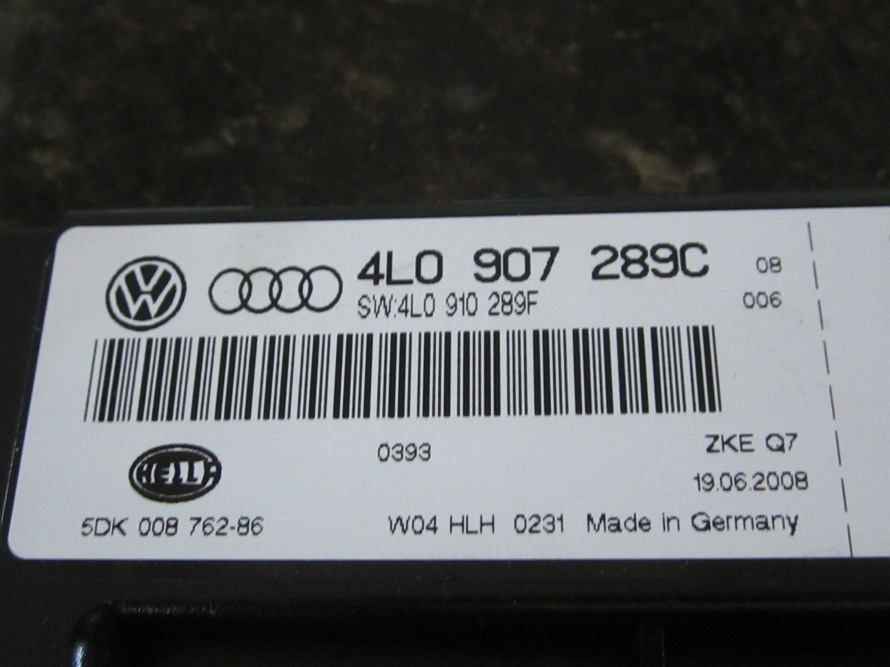 4L0 907 289C 08
SW:4L0 910 289F 006
0393 ZKE Q7
HELLA 19.06.2008
5DK 008 762-86 W04 HLH 0231 Made in Germany